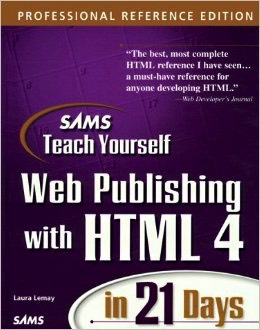 PROFESSIONAL REFERENCE EDITION
"The best, most complete
HTML reference I have seen...
a must-have reference for
anyone developing HTML."
—Web Developer's Journal
SAMS
Teach Yourself
Web Publishing
with HTML 4
Laura Lemay
in 21 Days
SAMS